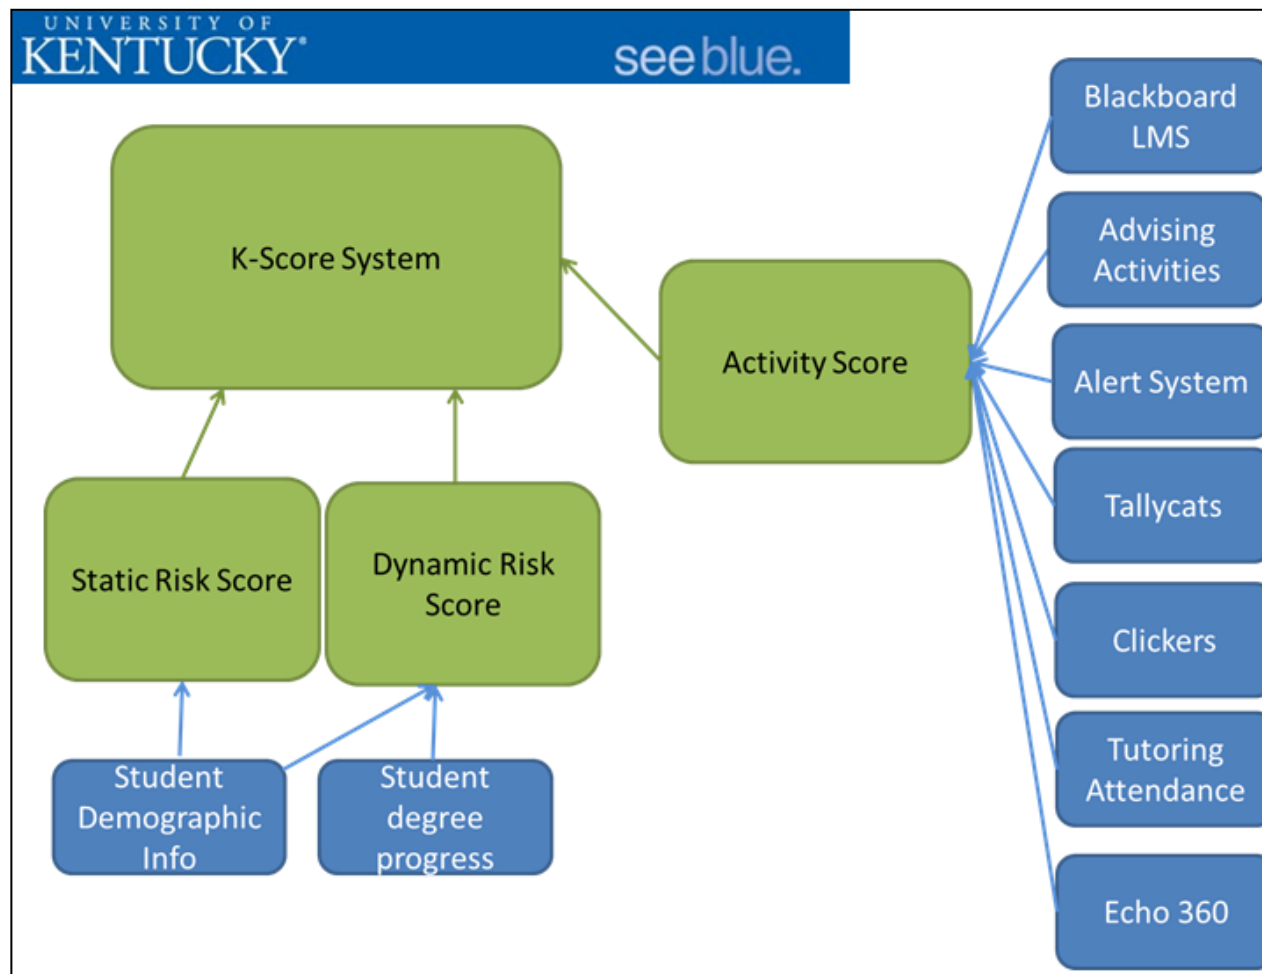 UNIVERSITY OF
KENTUCKY®
see blue.
Blackboard
LMS
Advising
Activities
K-Score System
Activity Score
Alert System
Tallycats
Static Risk Score
Dynamic Risk
Score
Clickers
Tutoring
Attendance
Student
Demographic
Info
Student
degree
progress
Echo 360